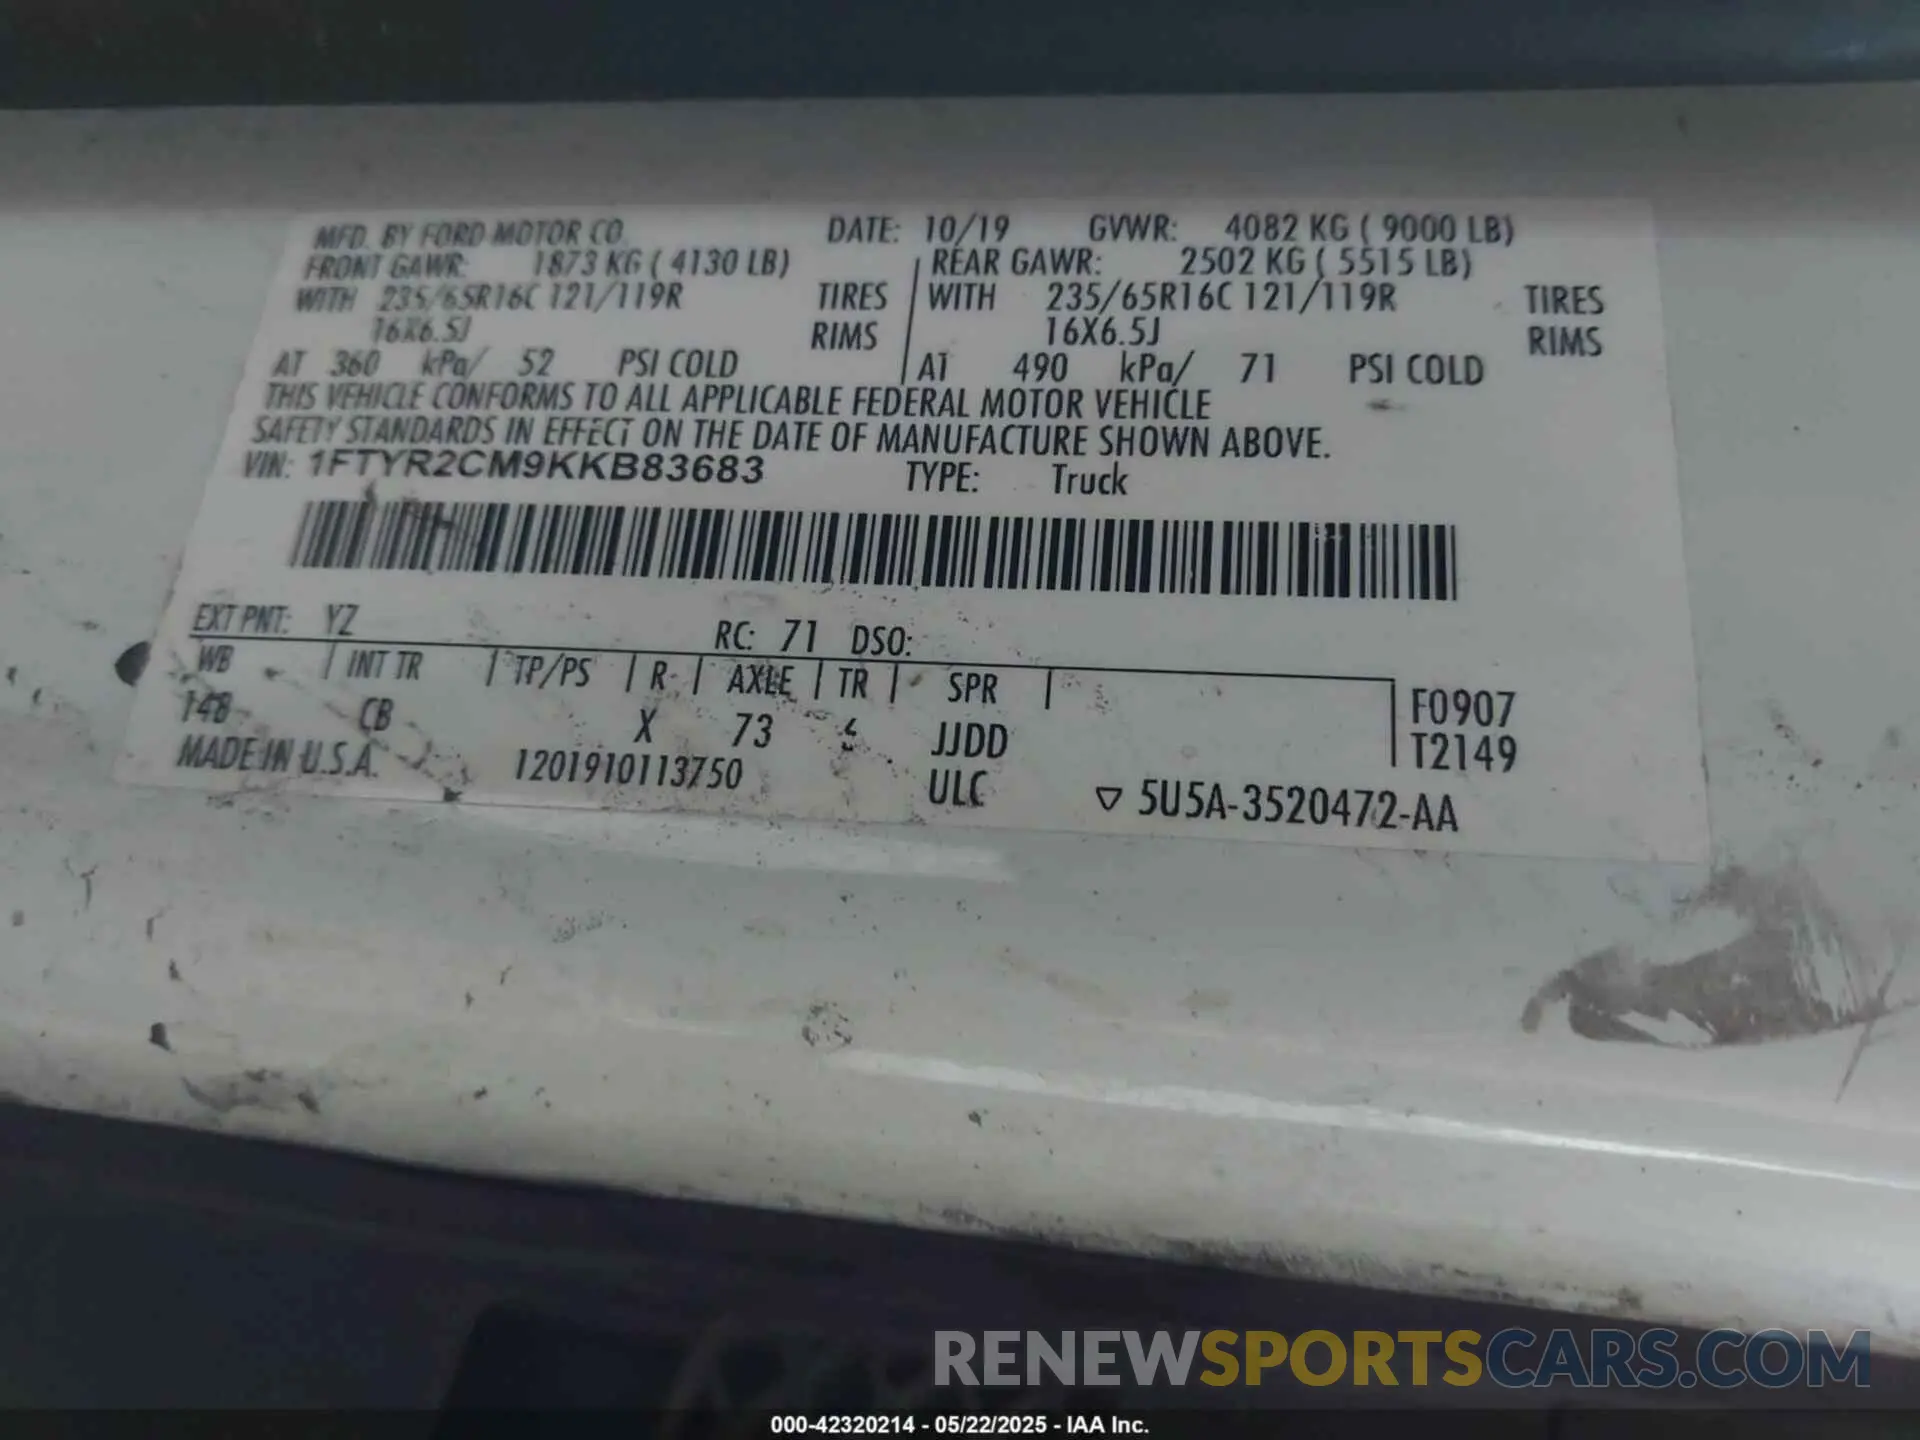 MFD. BY FORD MOTOR CO. DATE: 10/19 GVWR: 4082 KG ( 9000 LB)
FRONT GAWR: 1873 KG ( 4130 LB) REAR GAWR: 2502 KG ( 5515 LB)
WITH 235/65R16C 121/119R TIRES WITH 235/65R16C 121/119R TIRES
16X6.5J RIMS 16X6.5J RIMS
AT 360 kPa/ 52 PSI COLD AT 490 kPa/ 71 PSI COLD
THIS VEHICLE CONFORMS TO ALL APPLICABLE FEDERAL MOTOR VEHICLE
SAFETY STANDARDS IN EFFECT ON THE DATE OF MANUFACTURE SHOWN ABOVE.
VIN: 1FTYR2CM9KKB83683 TYPE: Truck
EXT PNT: YZ RC: 71 DSO:
WB INT TR TP/PS R AXLE TR SPR F0907
148 CB X 73 JJDD T2149
MADE IN U.S.A. 1201910113750 ULC ▽ 5U5A-3520472-AA
RENEWSPORTSCARS.COM
000-42320214 - 05/22/2025 - IAA Inc.